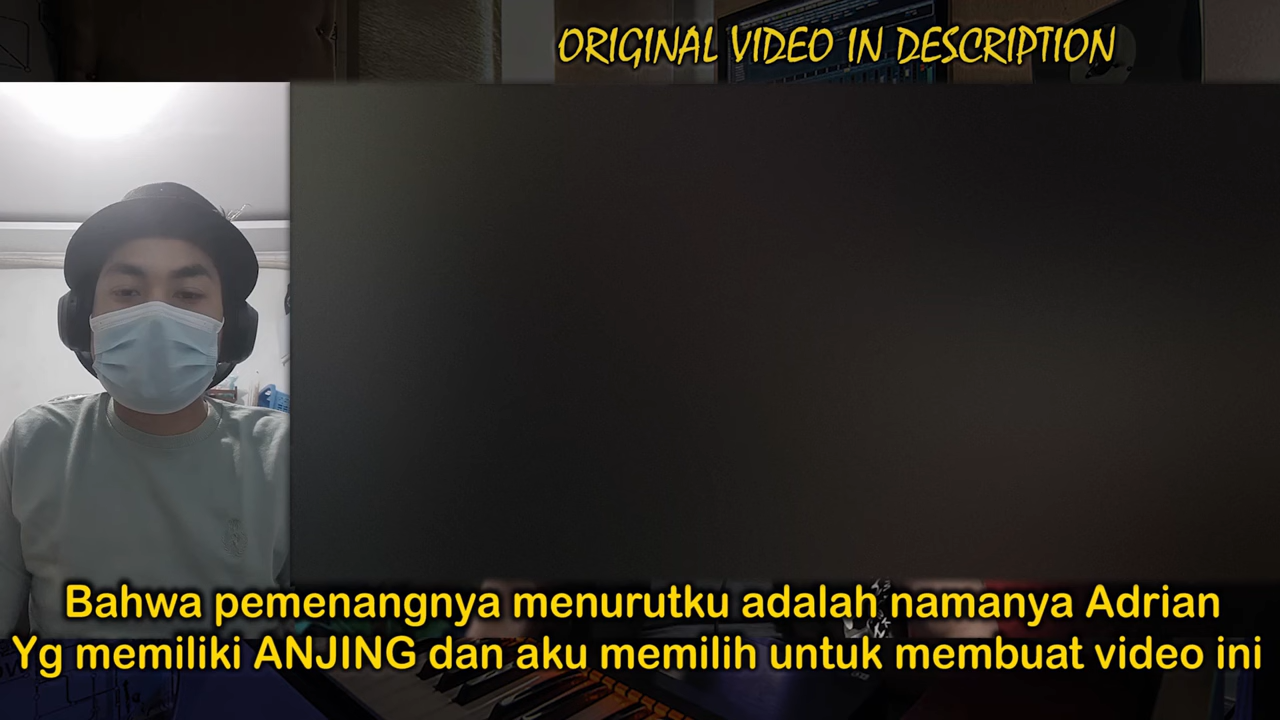 ORIGINAL VIDEO IN DESCRIPTION
Bahwa pemenangnya menurutku adalah namanya Adrian
Yg memiliki ANJING dan aku memilih untuk membuat video ini